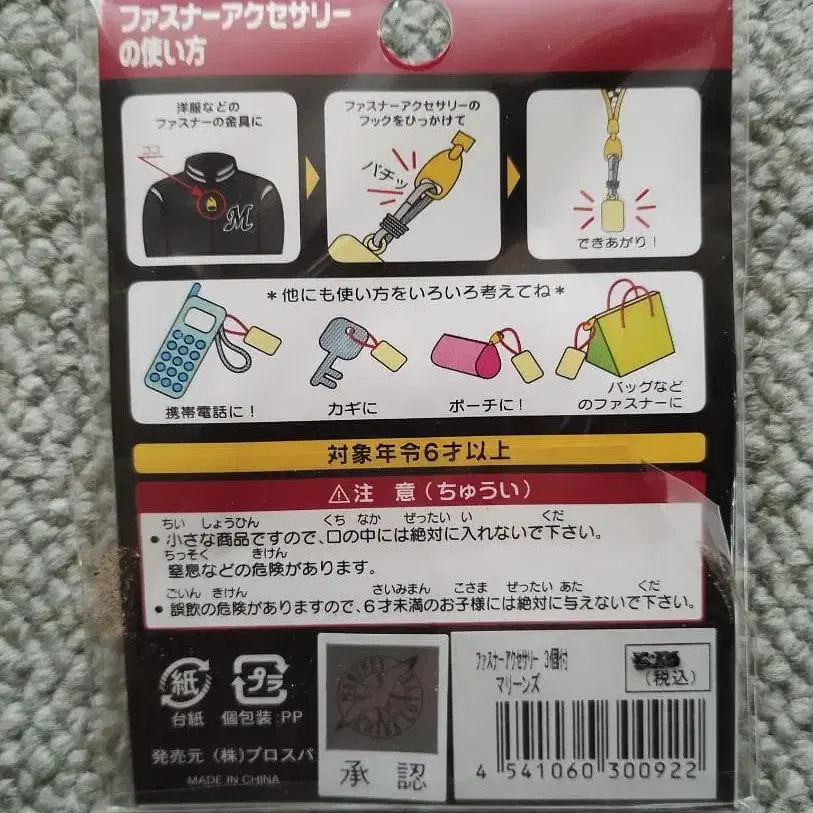 ファスナーアクセサリー
の使い方
洋服などの
ファスナーの金具に
ココ
M
ファスナーアクセサリーの
フックをひっかけて
パチッ
できあがり!
*他にも使い方をいろいろ考えてね*
携帯電話に!
カギに
ポーチに!
バッグなど
のファスナーに
対象年令6才以上
⚠注 意(ちゅうい)
ちい しょうひん くち なか ぜったい い くだ
• 小さな商品ですので、口の中には絶対に入れないで下さい。
ちっそく きけん
窒息などの危険があります。
ごいん きけん さいみまん こさま ぜったい あた くだ
• 誤飲の危険がありますので、6才未満のお子様には絶対に与えないで下さい。
紙
プラ
台紙 個包装:PP
発売元 (株)プロスパ
MADE IN CHINA
MARINES
承 認
ファスナーアクセサリー 3個付
マリーンズ
(税込)
4 541060 300922